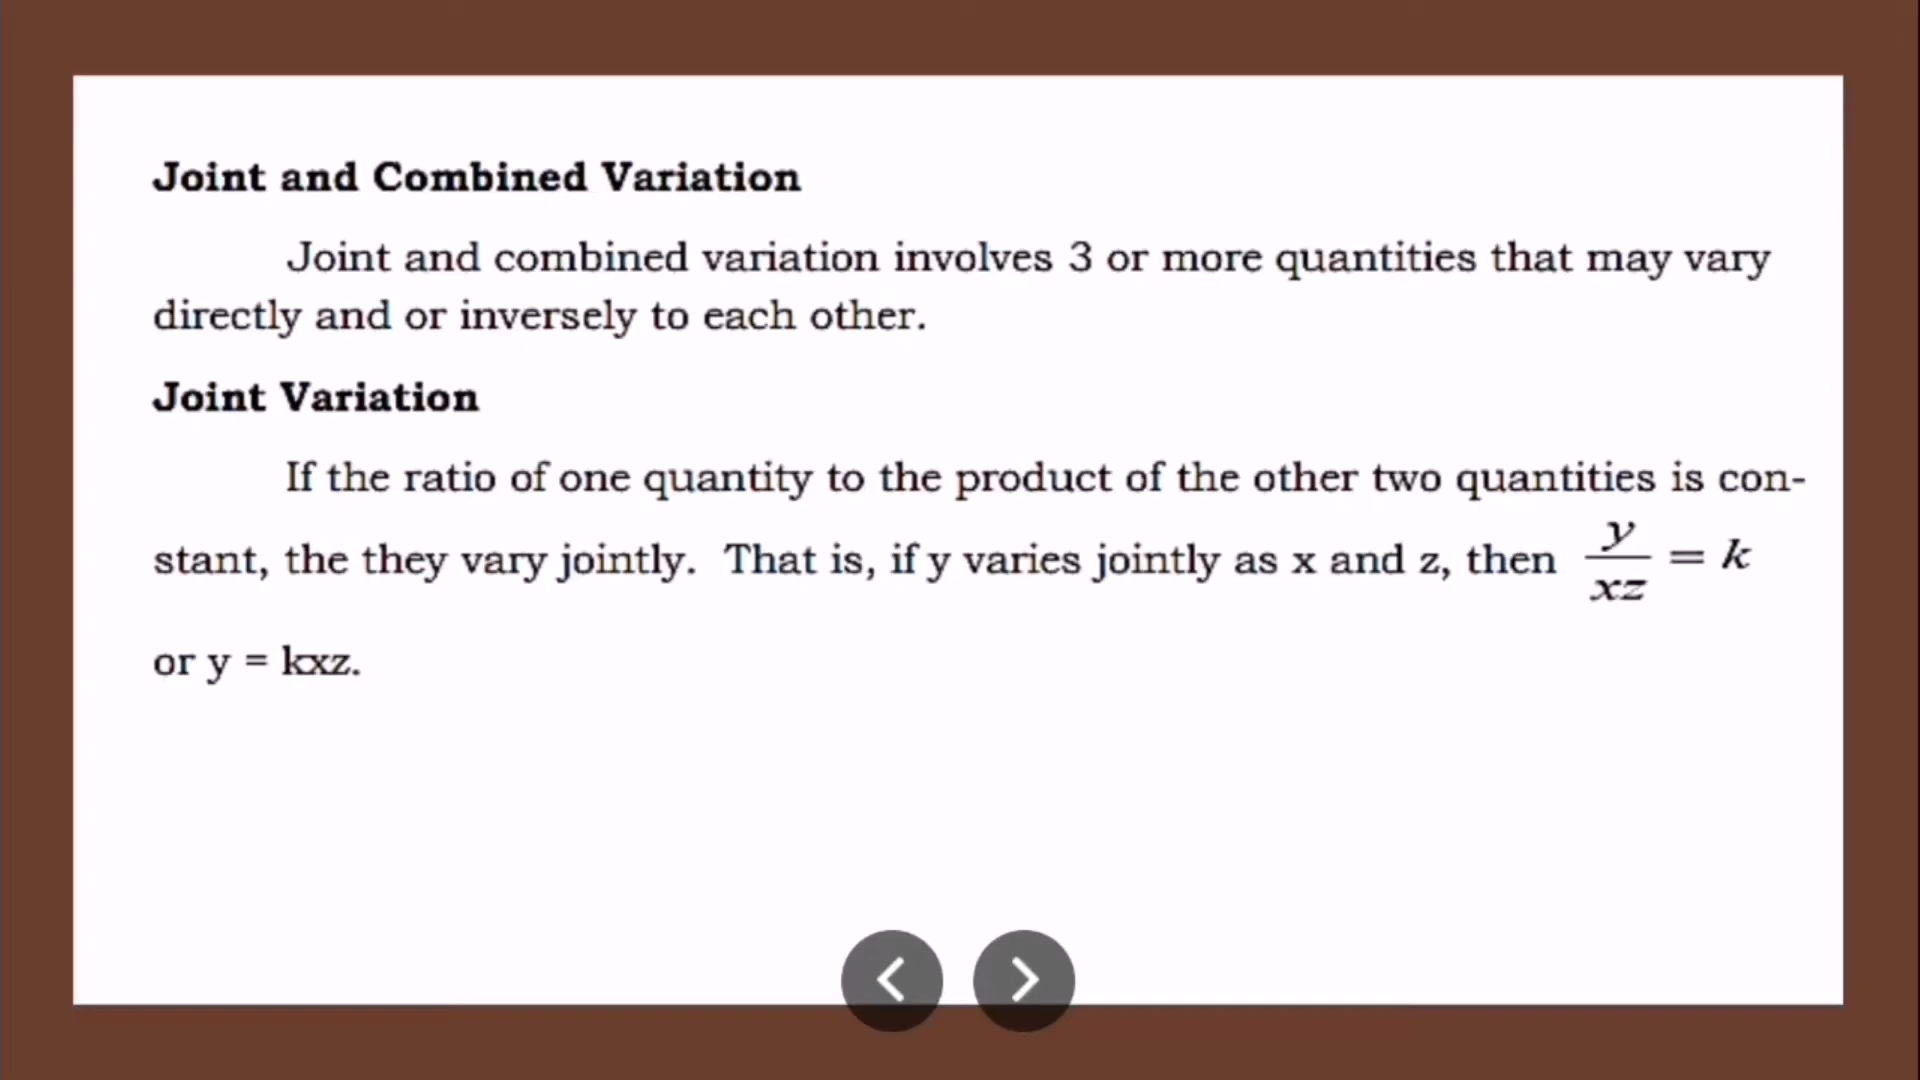 Joint and Combined Variation
Joint and combined variation involves 3 or more quantities that may vary
directly and or inversely to each other.
Joint Variation
If the ratio of one quantity to the product of the other two quantities is con-
stant, the they vary jointly. That is, if y varies jointly as x and z, then y/xz = k
or y = kxz.